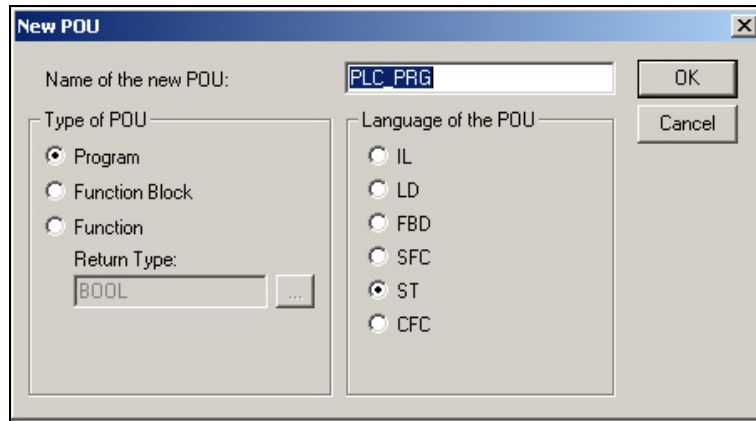 New POU
Name of the new POU:
PLC_PRG
OK
Cancel
Type of POU
Program
Function Block
Function
Return Type:
BOOL
...
Language of the POU
IL
LD
FBD
SFC
ST
CFC